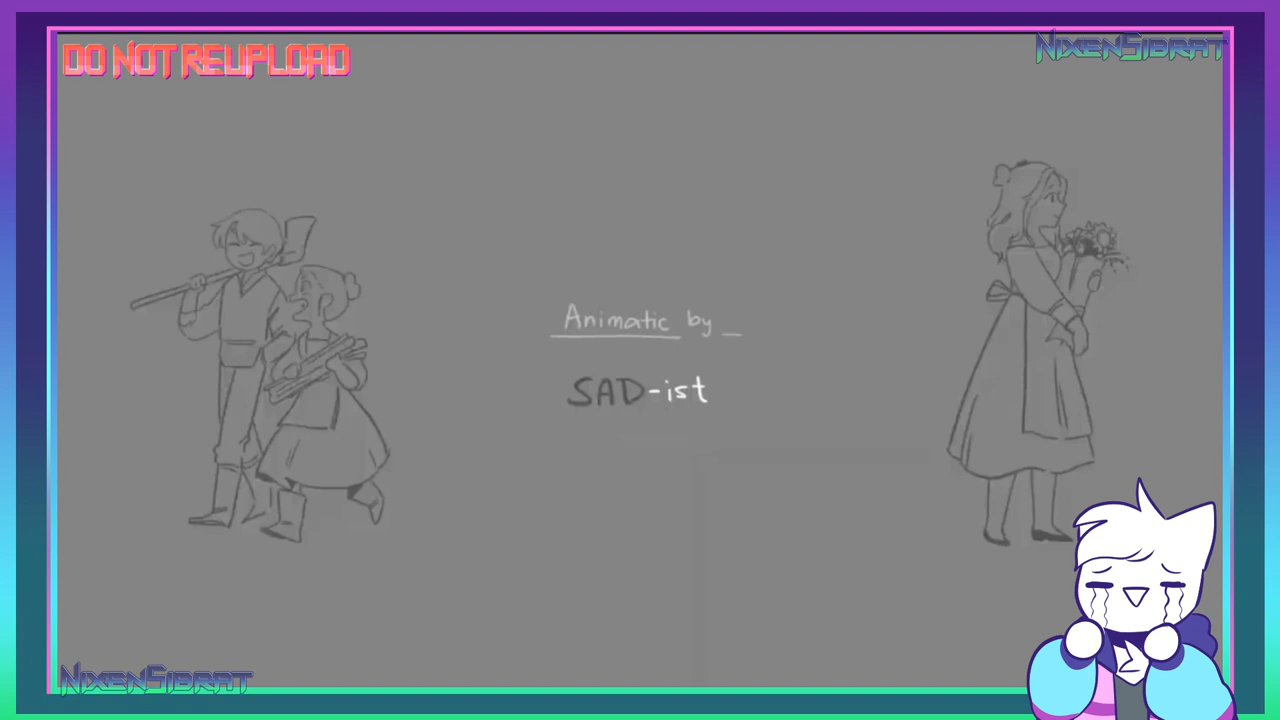 DO NOT REUPLOAD
NIXENSIBRAT
Animatic by _
SAD-ist
NIXENSIBRAT